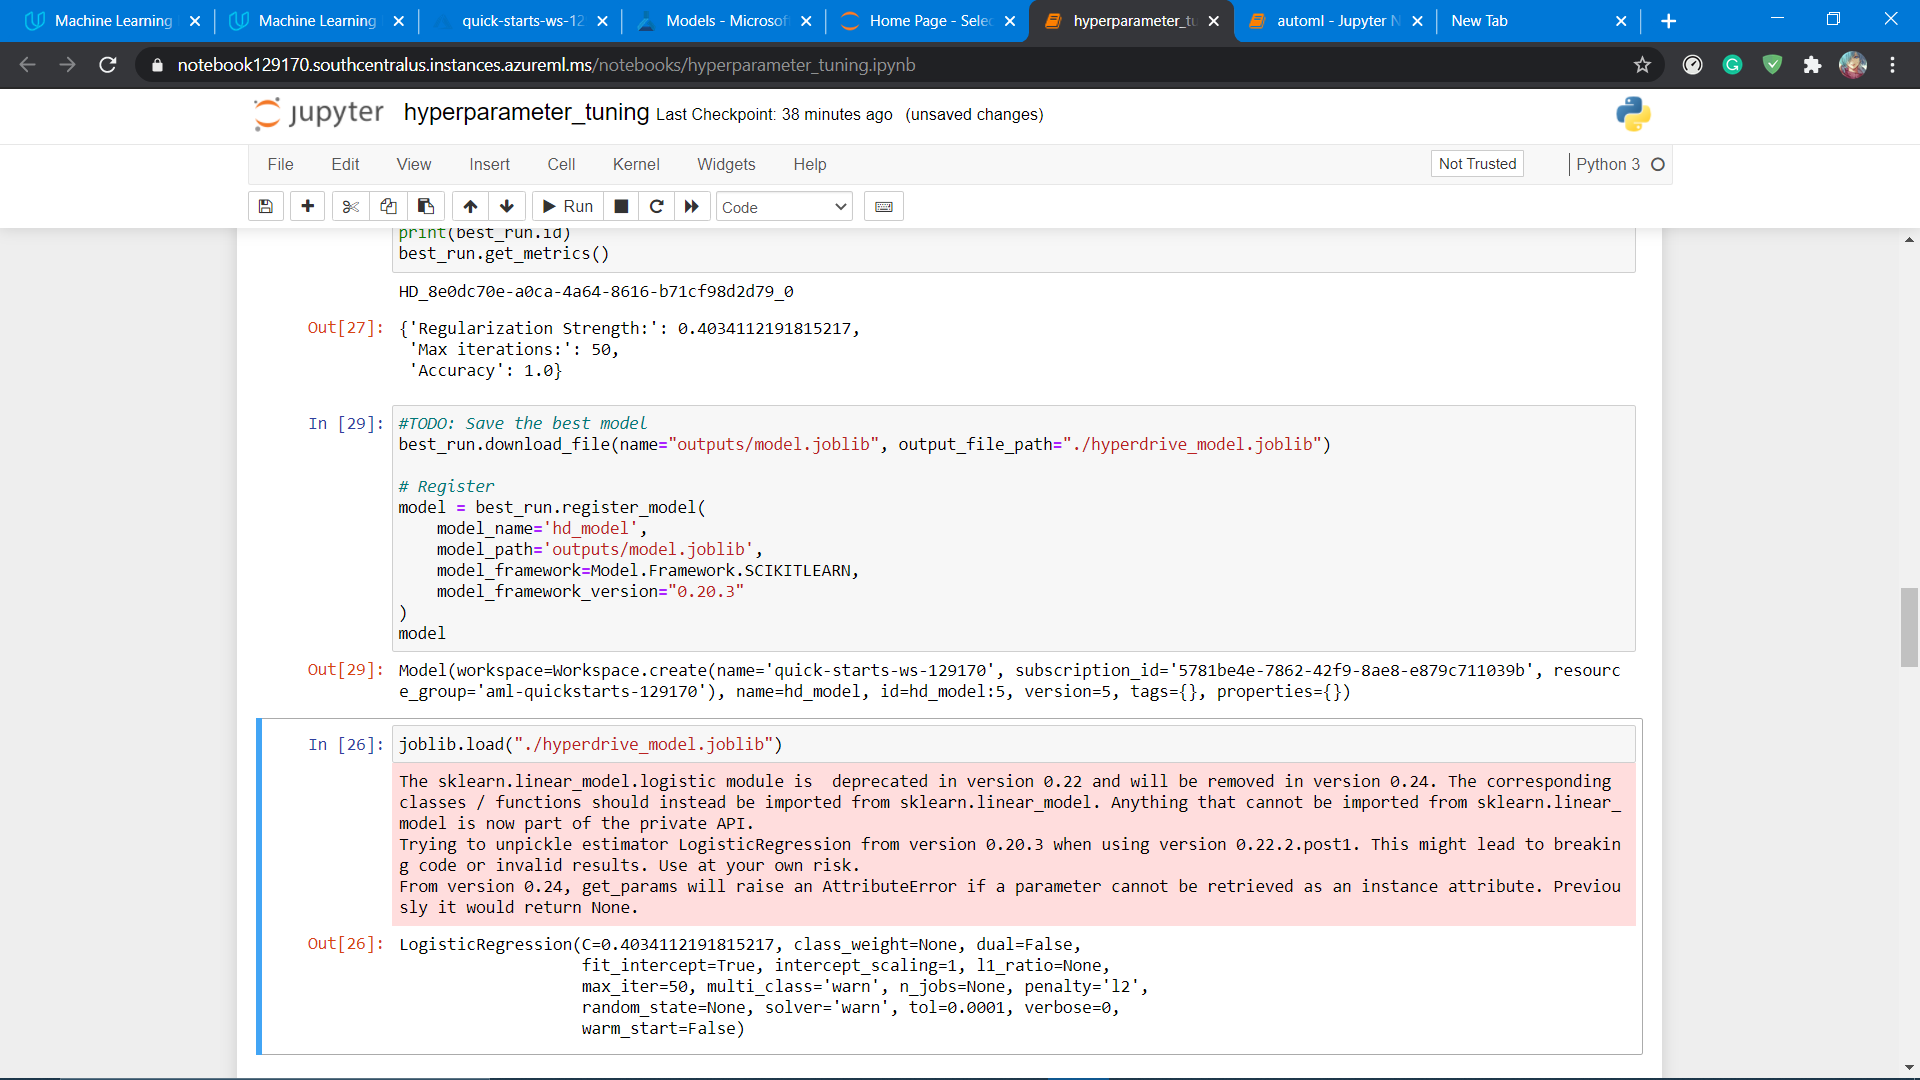 Machine Learning
Machine Learning
quick-starts-ws-12
Models - Microsof
Home Page - Selec
hyperparameter_tu
automl - Jupyter N
New Tab
notebook129170.southcentralus.instances.azureml.ms/notebooks/hyperparameter_tuning.ipynb
jupyter hyperparameter_tuning Last Checkpoint: 38 minutes ago (unsaved changes)
File Edit View Insert Cell Kernel Widgets Help Not Trusted Python 3
Run Code
print(best_run.id)
best_run.get_metrics()
HD_8e0dc70e-a0ca-4a64-8616-b71cf98d2d79_0
Out[27]: {'Regularization Strength:': 0.4034112191815217,
'Max iterations:': 50,
'Accuracy': 1.0}
In [29]: #TODO: Save the best model
best_run.download_file(name="outputs/model.joblib", output_file_path="./hyperdrive_model.joblib")
# Register
model = best_run.register_model(
model_name='hd_model',
model_path='outputs/model.joblib',
model_framework=Model.Framework.SCIKITLEARN,
model_framework_version="0.20.3"
)
model
Out[29]: Model(workspace=Workspace.create(name='quick-starts-ws-129170', subscription_id='5781be4e-7862-42f9-8ae8-e879c711039b', resourc
e_group='aml-quickstarts-129170'), name=hd_model, id=hd_model:5, version=5, tags={}, properties={})
In [26]: joblib.load("./hyperdrive_model.joblib")
The sklearn.linear_model.logistic module is  deprecated in version 0.22 and will be removed in version 0.24. The corresponding
classes / functions should instead be imported from sklearn.linear_model. Anything that cannot be imported from sklearn.linear_
model is now part of the private API.
Trying to unpickle estimator LogisticRegression from version 0.20.3 when using version 0.22.2.post1. This might lead to breakin
g code or invalid results. Use at your own risk.
From version 0.24, get_params will raise an AttributeError if a parameter cannot be retrieved as an instance attribute. Previou
sly it would return None.
Out[26]: LogisticRegression(C=0.4034112191815217, class_weight=None, dual=False,
fit_intercept=True, intercept_scaling=1, l1_ratio=None,
max_iter=50, multi_class='warn', n_jobs=None, penalty='l2',
random_state=None, solver='warn', tol=0.0001, verbose=0,
warm_start=False)